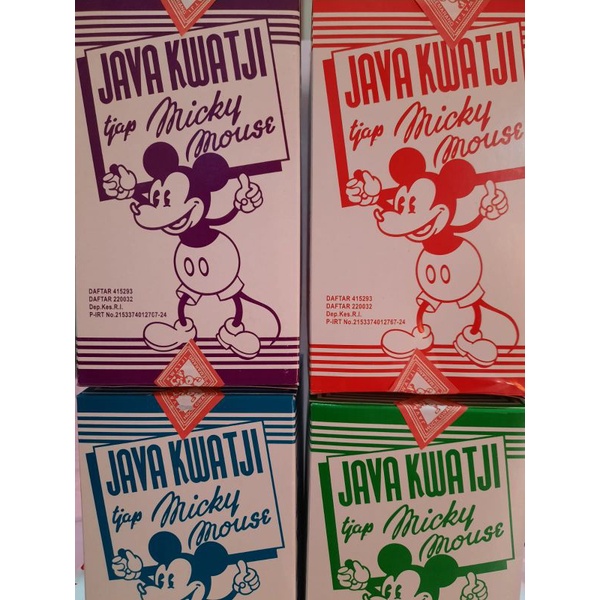 JAVA KWATJI
tjap Micky
Mouse
DAFTAR 415293
DAFTAR 220032
Dep.Kes.R.I.
P-IRT No.2153374012767-24
JAVA KWATJI
tjap Micky
Mouse
DAFTAR 415293
DAFTAR 220032
Dep.Kes.R.I.
P-IRT No.2153374012767-24
JAVA KWATJI
tjap Micky
Mouse
JAVA KWATJI
tjap Micky
Mouse